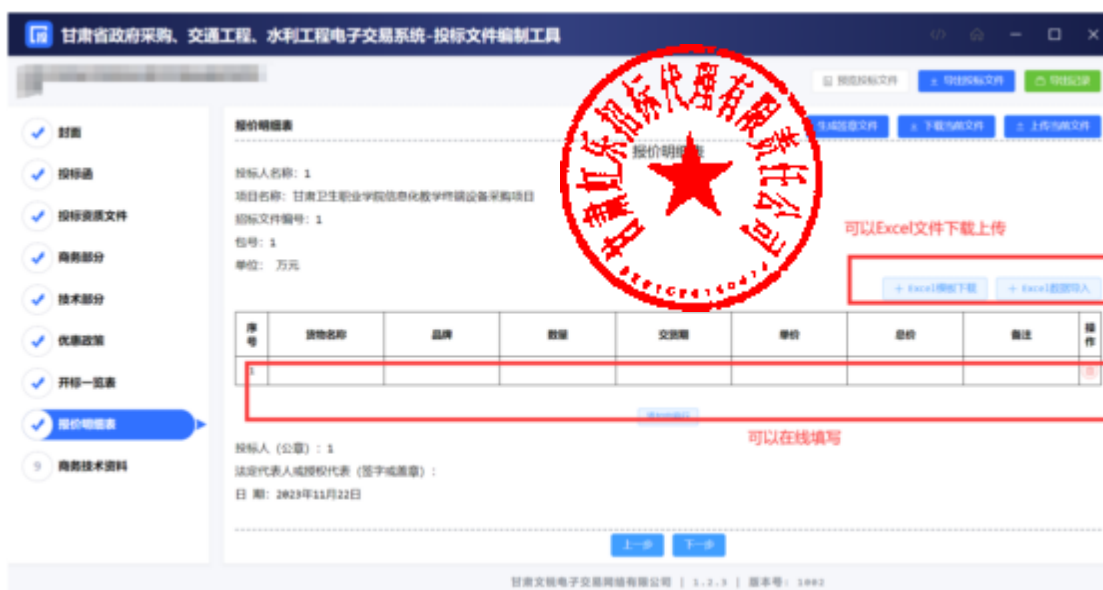 甘肃省政府采购、交通工程、水利工程电子交易系统-投标文件编制工具
预览投标文件 导出投标文件 导出记录
封面
投标函
投标资质文件
商务部分
技术部分
优惠政策
开标一览表
报价明细表
9 商务技术资料
报价明细表 生成签章文件 下载当前文件 上传当前文件
报价明细表
投标人名称: 1
项目名称: 甘肃卫生职业学院信息化教学终端设备采购项目
招标文件编号: 1
包号: 1
单位: 万元
可以Excel文件下载上传
+ Excel模板下载 + Excel数据导入
序号 货物名称 品牌 数量 交货期 单价 总价 备注 操作
1
可以在线填写
投标人 (公章) : 1
法定代表人或授权代表 (签字或盖章) :
日 期: 2023年11月22日
上一步 下一步
甘肃文锐电子交易网络有限公司 | 1.2.3 | 版本号: 1002